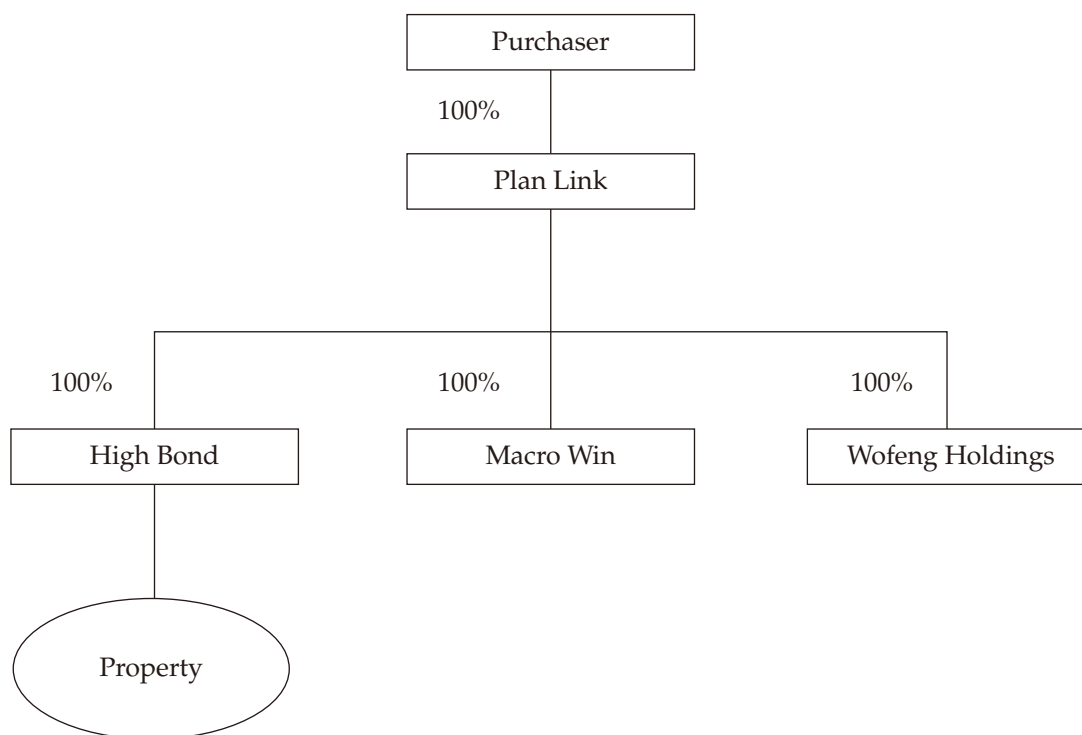 Purchaser
100%
Plan Link
100%
100%
100%
High Bond
Macro Win
Wofeng Holdings
Property